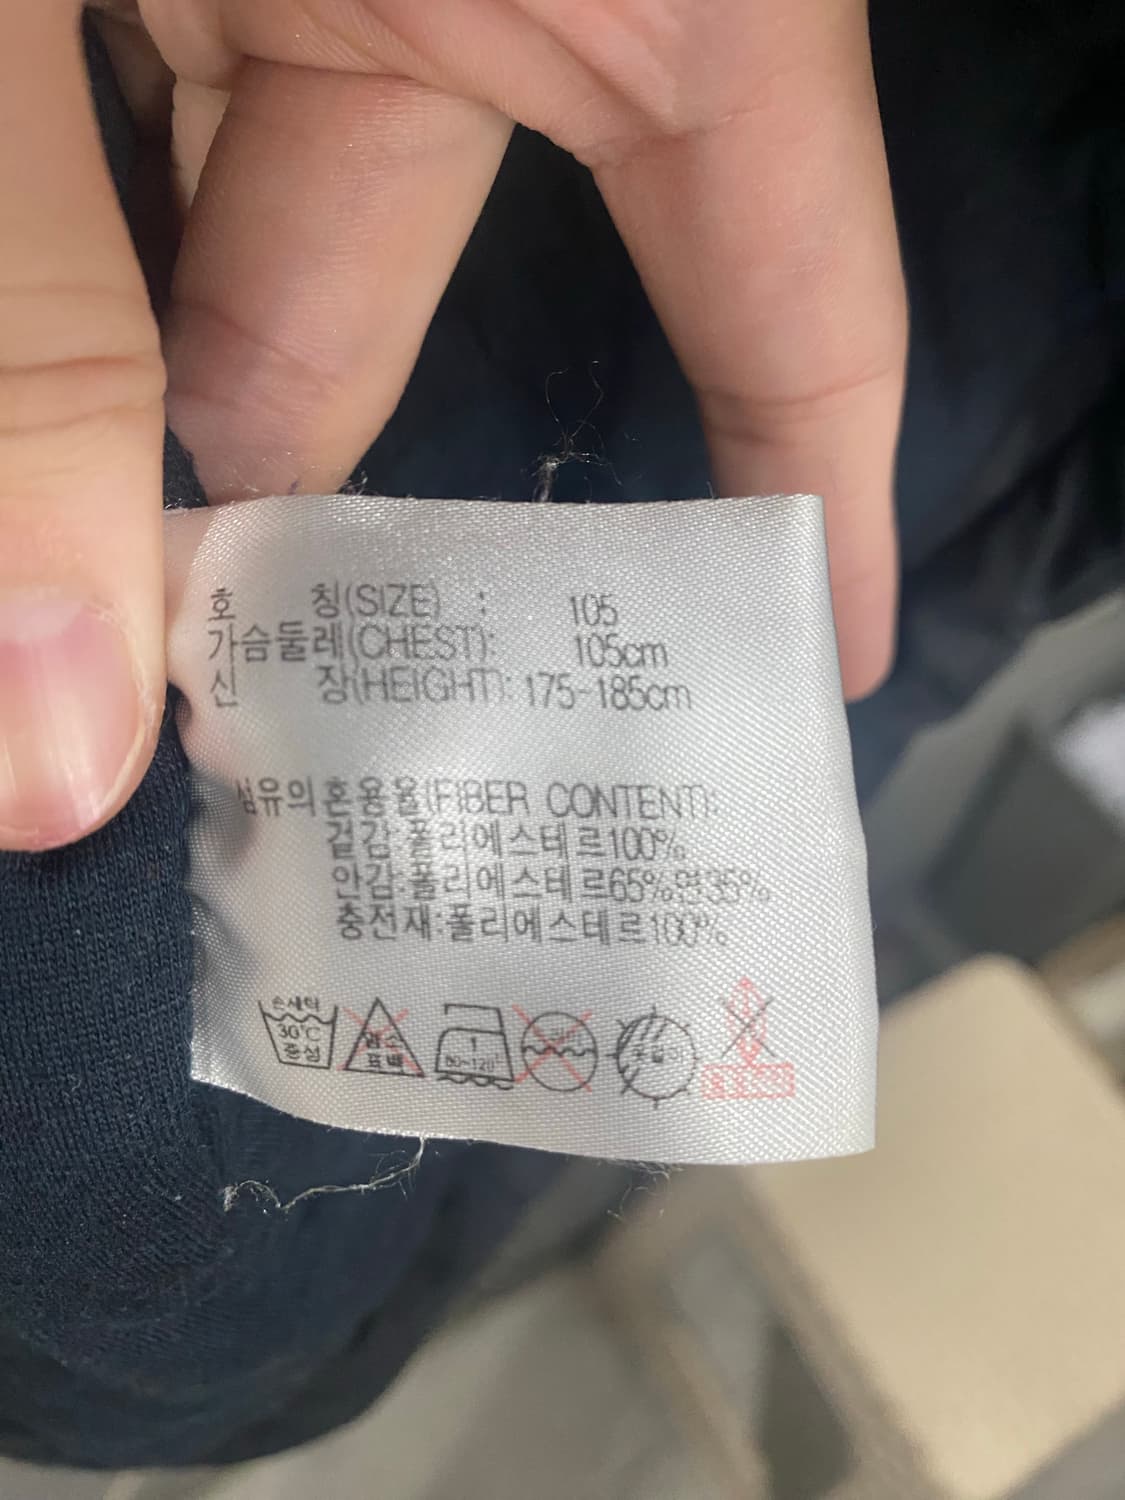 호 칭(SIZE) : 105
가슴둘레(CHEST): 105cm
신 장(HEIGHT): 175-185cm
섬유의 혼용율(FIBER CONTENT):
겉감:폴리에스테르100%
안감:폴리에스테르65%면35%
충전재:폴리에스테르100%
손세탁
30℃
중성
염소
표백
1
80~120℃